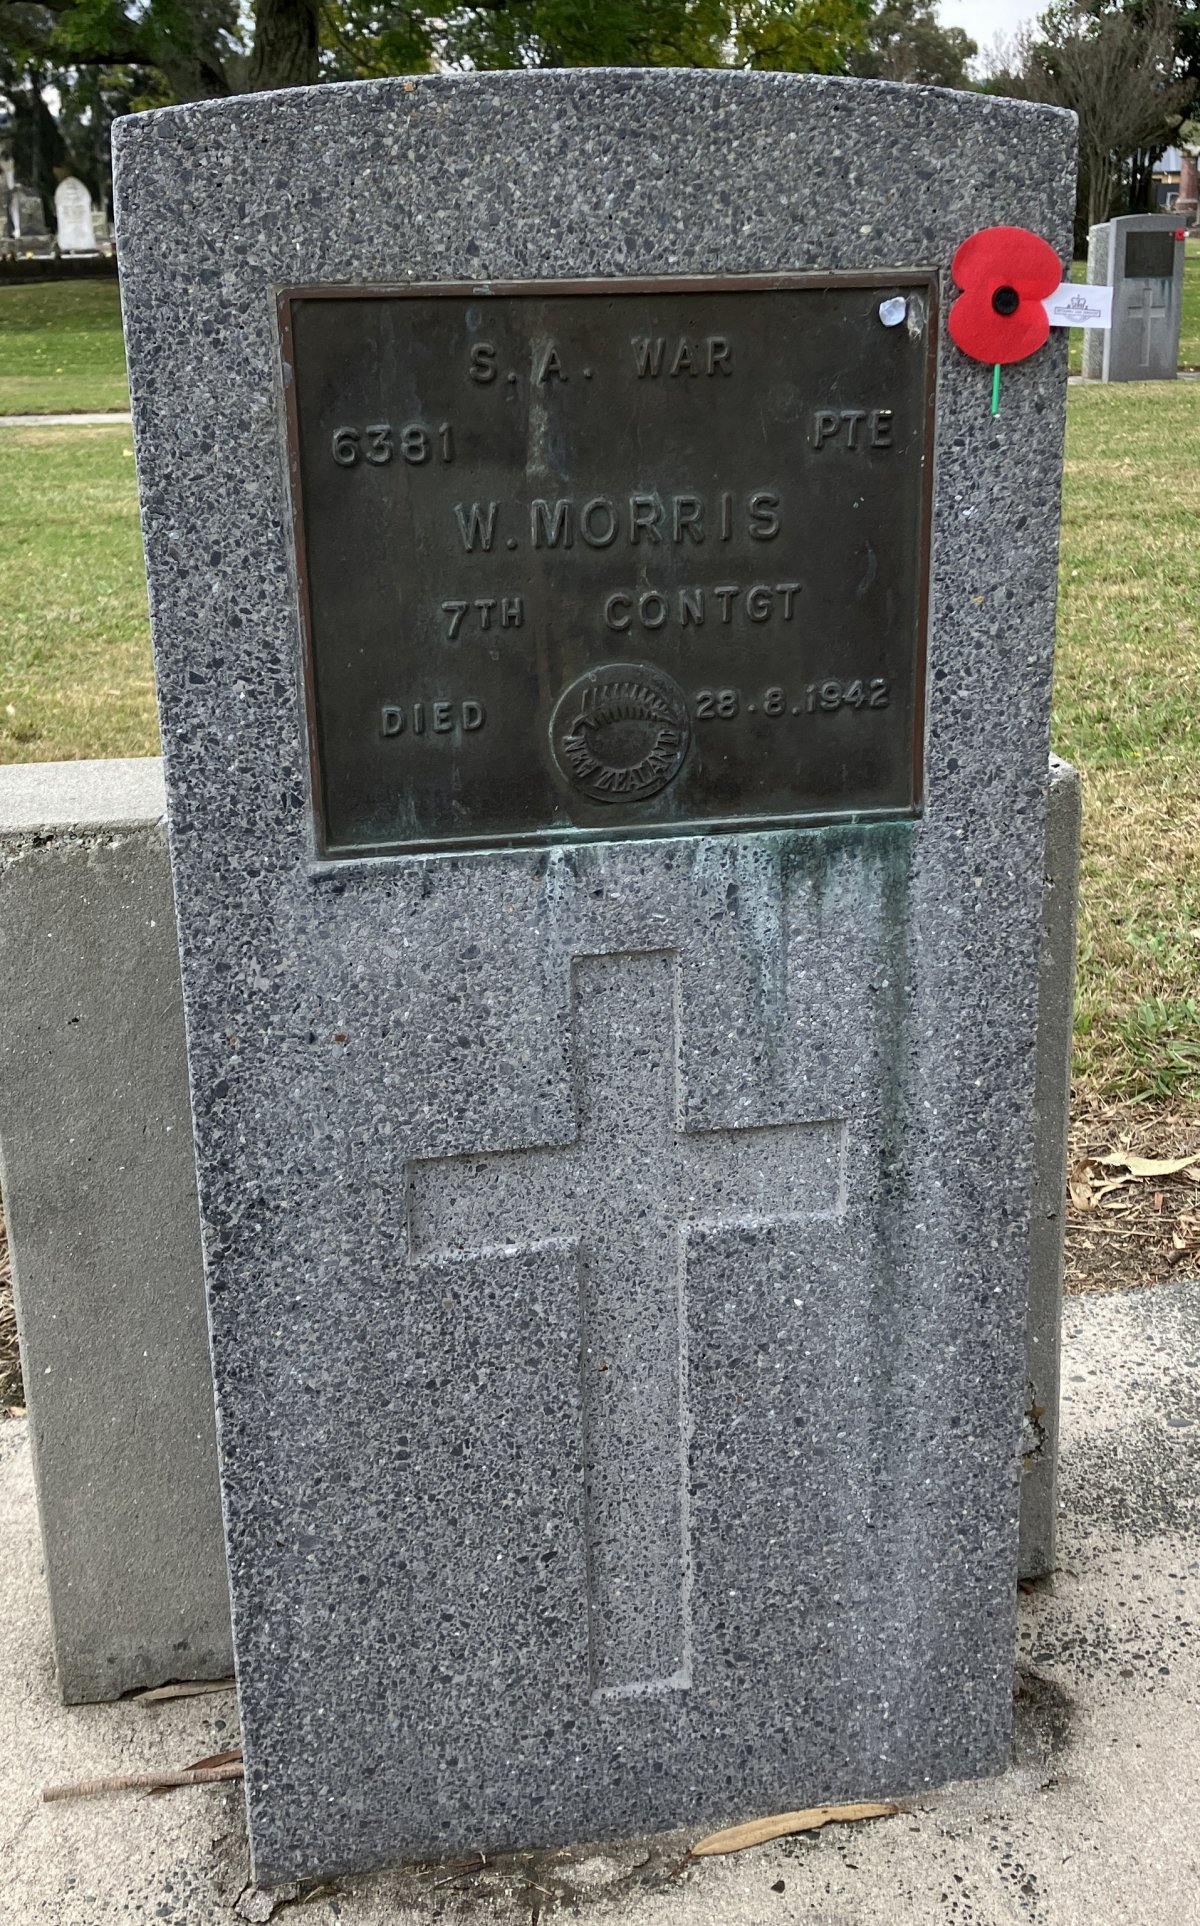 S. A. WAR
6381 PTE
W. MORRIS
7TH CONTGT
DIED 28.8.1942
NEW ZEALAND